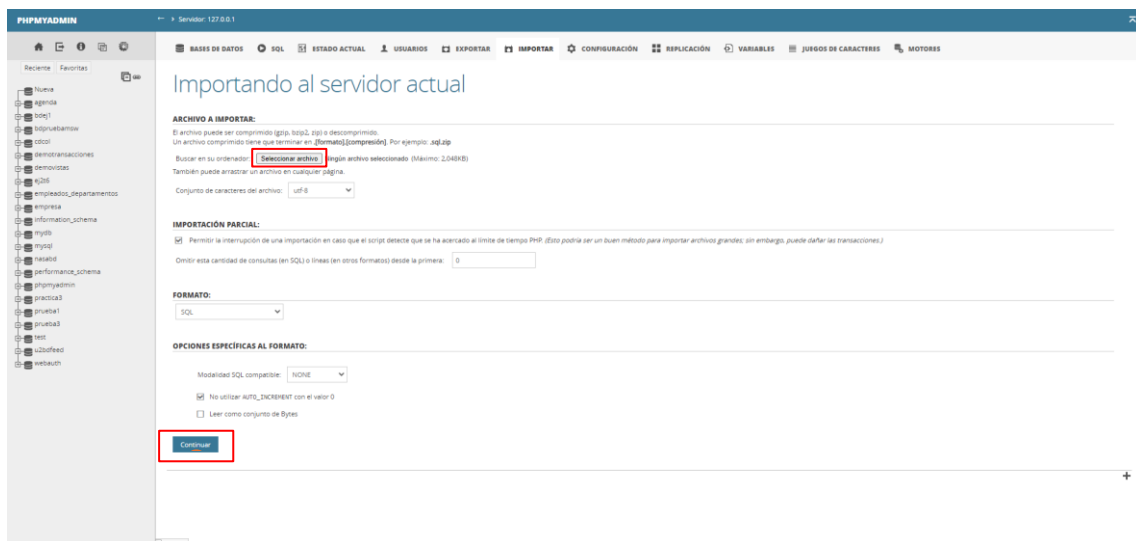 PHPMYADMIN
Servidor: 127.0.0.1
BASES DE DATOS SQL ESTADO ACTUAL USUARIOS EXPORTAR IMPORTAR CONFIGURACIÓN REPLICACIÓN VARIABLES JUEGOS DE CARACTERES MOTORES
Reciente Favoritas
Nueva
agenda
bdej1
bdpruebamsw
cdcol
demotransacciones
demovistas
ej2t6
empleados_departamentos
empresa
information_schema
mydb
mysql
nasabd
performance_schema
phpmyadmin
practica3
prueba1
prueba3
test
u2bdfeed
webauth
Importando al servidor actual
ARCHIVO A IMPORTAR:
El archivo puede ser comprimido (gzip, bzip2, zip) o descomprimido.
Un archivo comprimido tiene que terminar en .[formato].[compresión]. Por ejemplo: .sql.zip
Buscar en su ordenador: Seleccionar archivo ningún archivo seleccionado (Máximo: 2,048KB)
También puede arrastrar un archivo en cualquier página.
Conjunto de caracteres del archivo: utf-8
IMPORTACIÓN PARCIAL:
Permitir la interrupción de una importación en caso que el script detecte que se ha acercado al límite de tiempo PHP. (Esto podría ser un buen método para importar archivos grandes; sin embargo, puede dañar las transacciones.)
Omitir esta cantidad de consultas (en SQL) o líneas (en otros formatos) desde la primera: 0
FORMATO:
SQL
OPCIONES ESPECÍFICAS AL FORMATO:
Modalidad SQL compatible: NONE
No utilizar AUTO_INCREMENT con el valor 0
Leer como conjunto de Bytes
Continuar